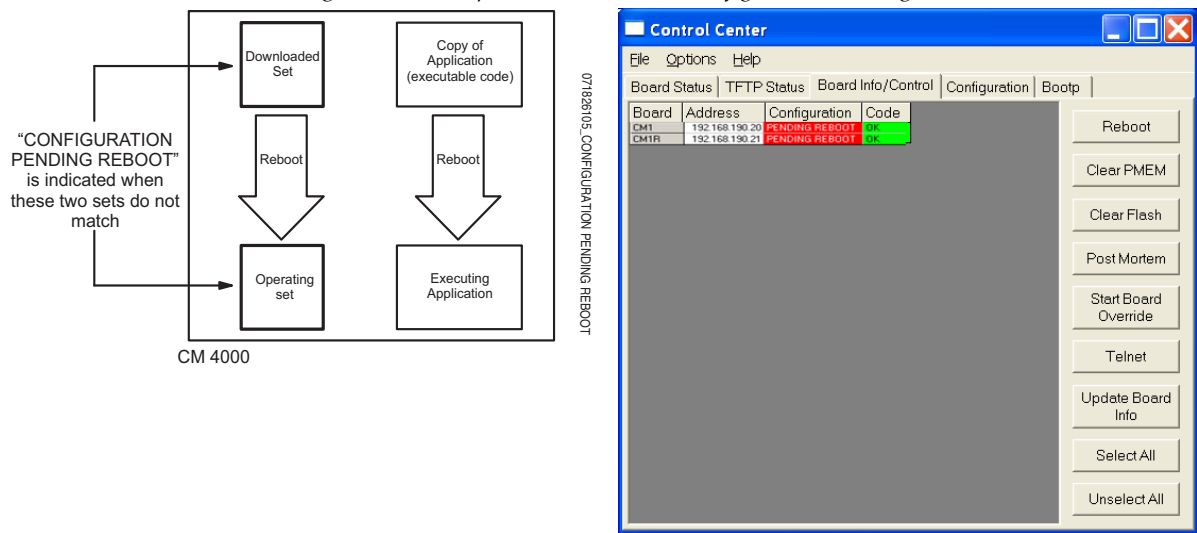 Downloaded
Set
Copy of
Application
(executable code)
"CONFIGURATION
PENDING REBOOT"
is indicated when
these two sets do not
match
Reboot
Reboot
Operating
set
Executing
Application
CM 4000
071826105_CONFIGURATION PENDING REBOOT
Control Center
File Options Help
Board Status TFTP Status Board Info/Control Configuration Bootp
Board Address Configuration Code
CM1 192.168.190.20 PENDING REBOOT OK
CM1R 192.168.190.21 PENDING REBOOT OK
Reboot
Clear PMEM
Clear Flash
Post Mortem
Start Board
Override
Telnet
Update Board
Info
Select All
Unselect All